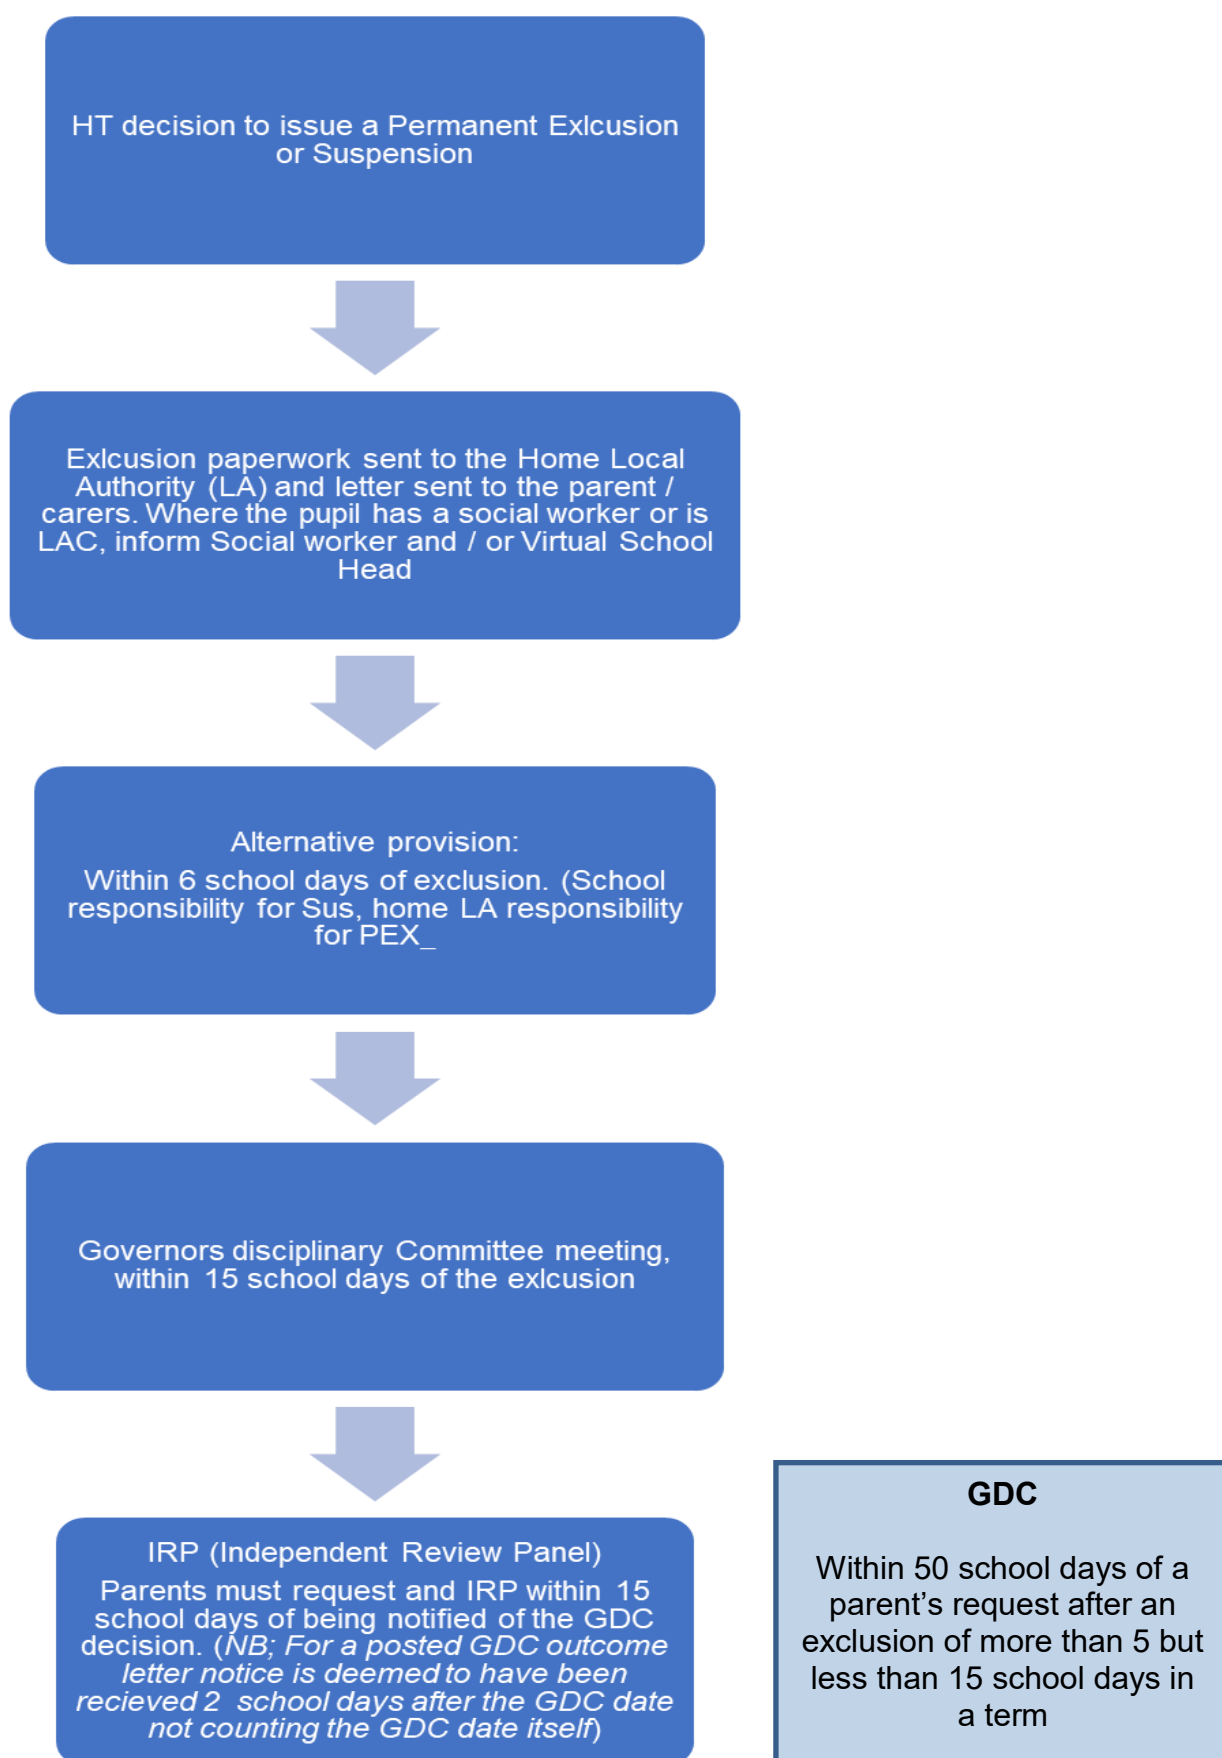 HT decision to issue a Permanent Exlcusion
or Suspension
Exlcusion paperwork sent to the Home Local
Authority (LA) and letter sent to the parent /
carers. Where the pupil has a social worker or is
LAC, inform Social worker and / or Virtual School
Head
Alternative provision:
Within 6 school days of exclusion. (School
responsibility for Sus, home LA responsibility
for PEX_
Governors disciplinary Committee meeting,
within 15 school days of the exlcusion
IRP (Independent Review Panel)
Parents must request and IRP within 15
school days of being notified of the GDC
decision. (NB; For a posted GDC outcome
letter notice is deemed to have been
recieved 2 school days after the GDC date
not counting the GDC date itself)
GDC
Within 50 school days of a
parent’s request after an
exclusion of more than 5 but
less than 15 school days in
a term